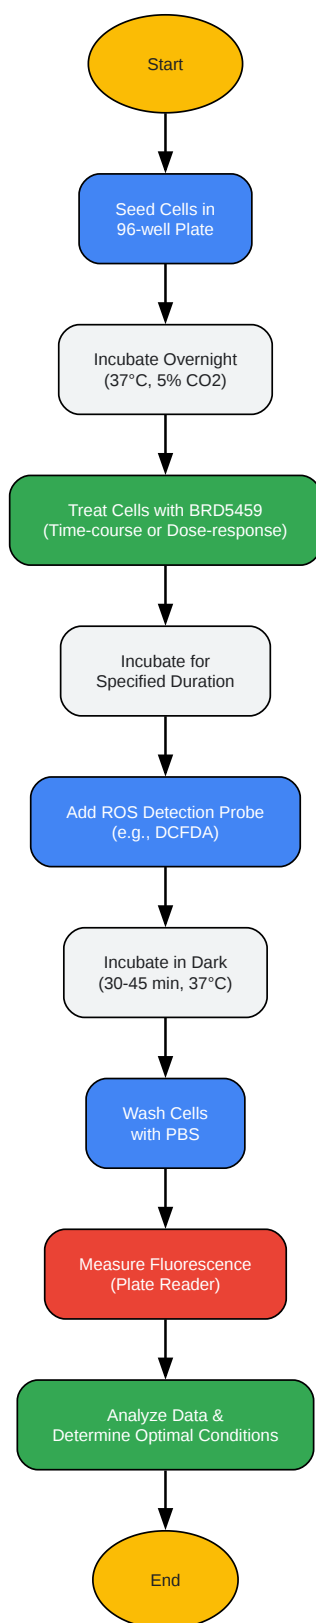 Start
Seed Cells in
96-well Plate
Incubate Overnight
(37°C, 5% CO2)
Treat Cells with BRD5459
(Time-course or Dose-response)
Incubate for
Specified Duration
Add ROS Detection Probe
(e.g., DCFDA)
Incubate in Dark
(30-45 min, 37°C)
Wash Cells
with PBS
Measure Fluorescence
(Plate Reader)
Analyze Data &
Determine Optimal Conditions
End